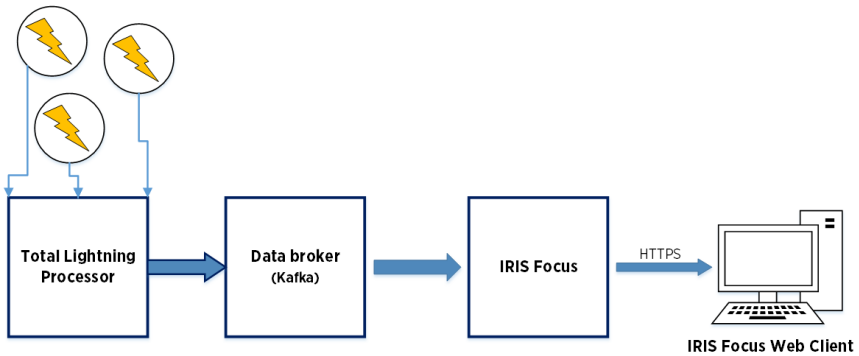 Total Lightning
Processor
Data broker
(Kafka)
IRIS Focus
HTTPS
IRIS Focus Web Client